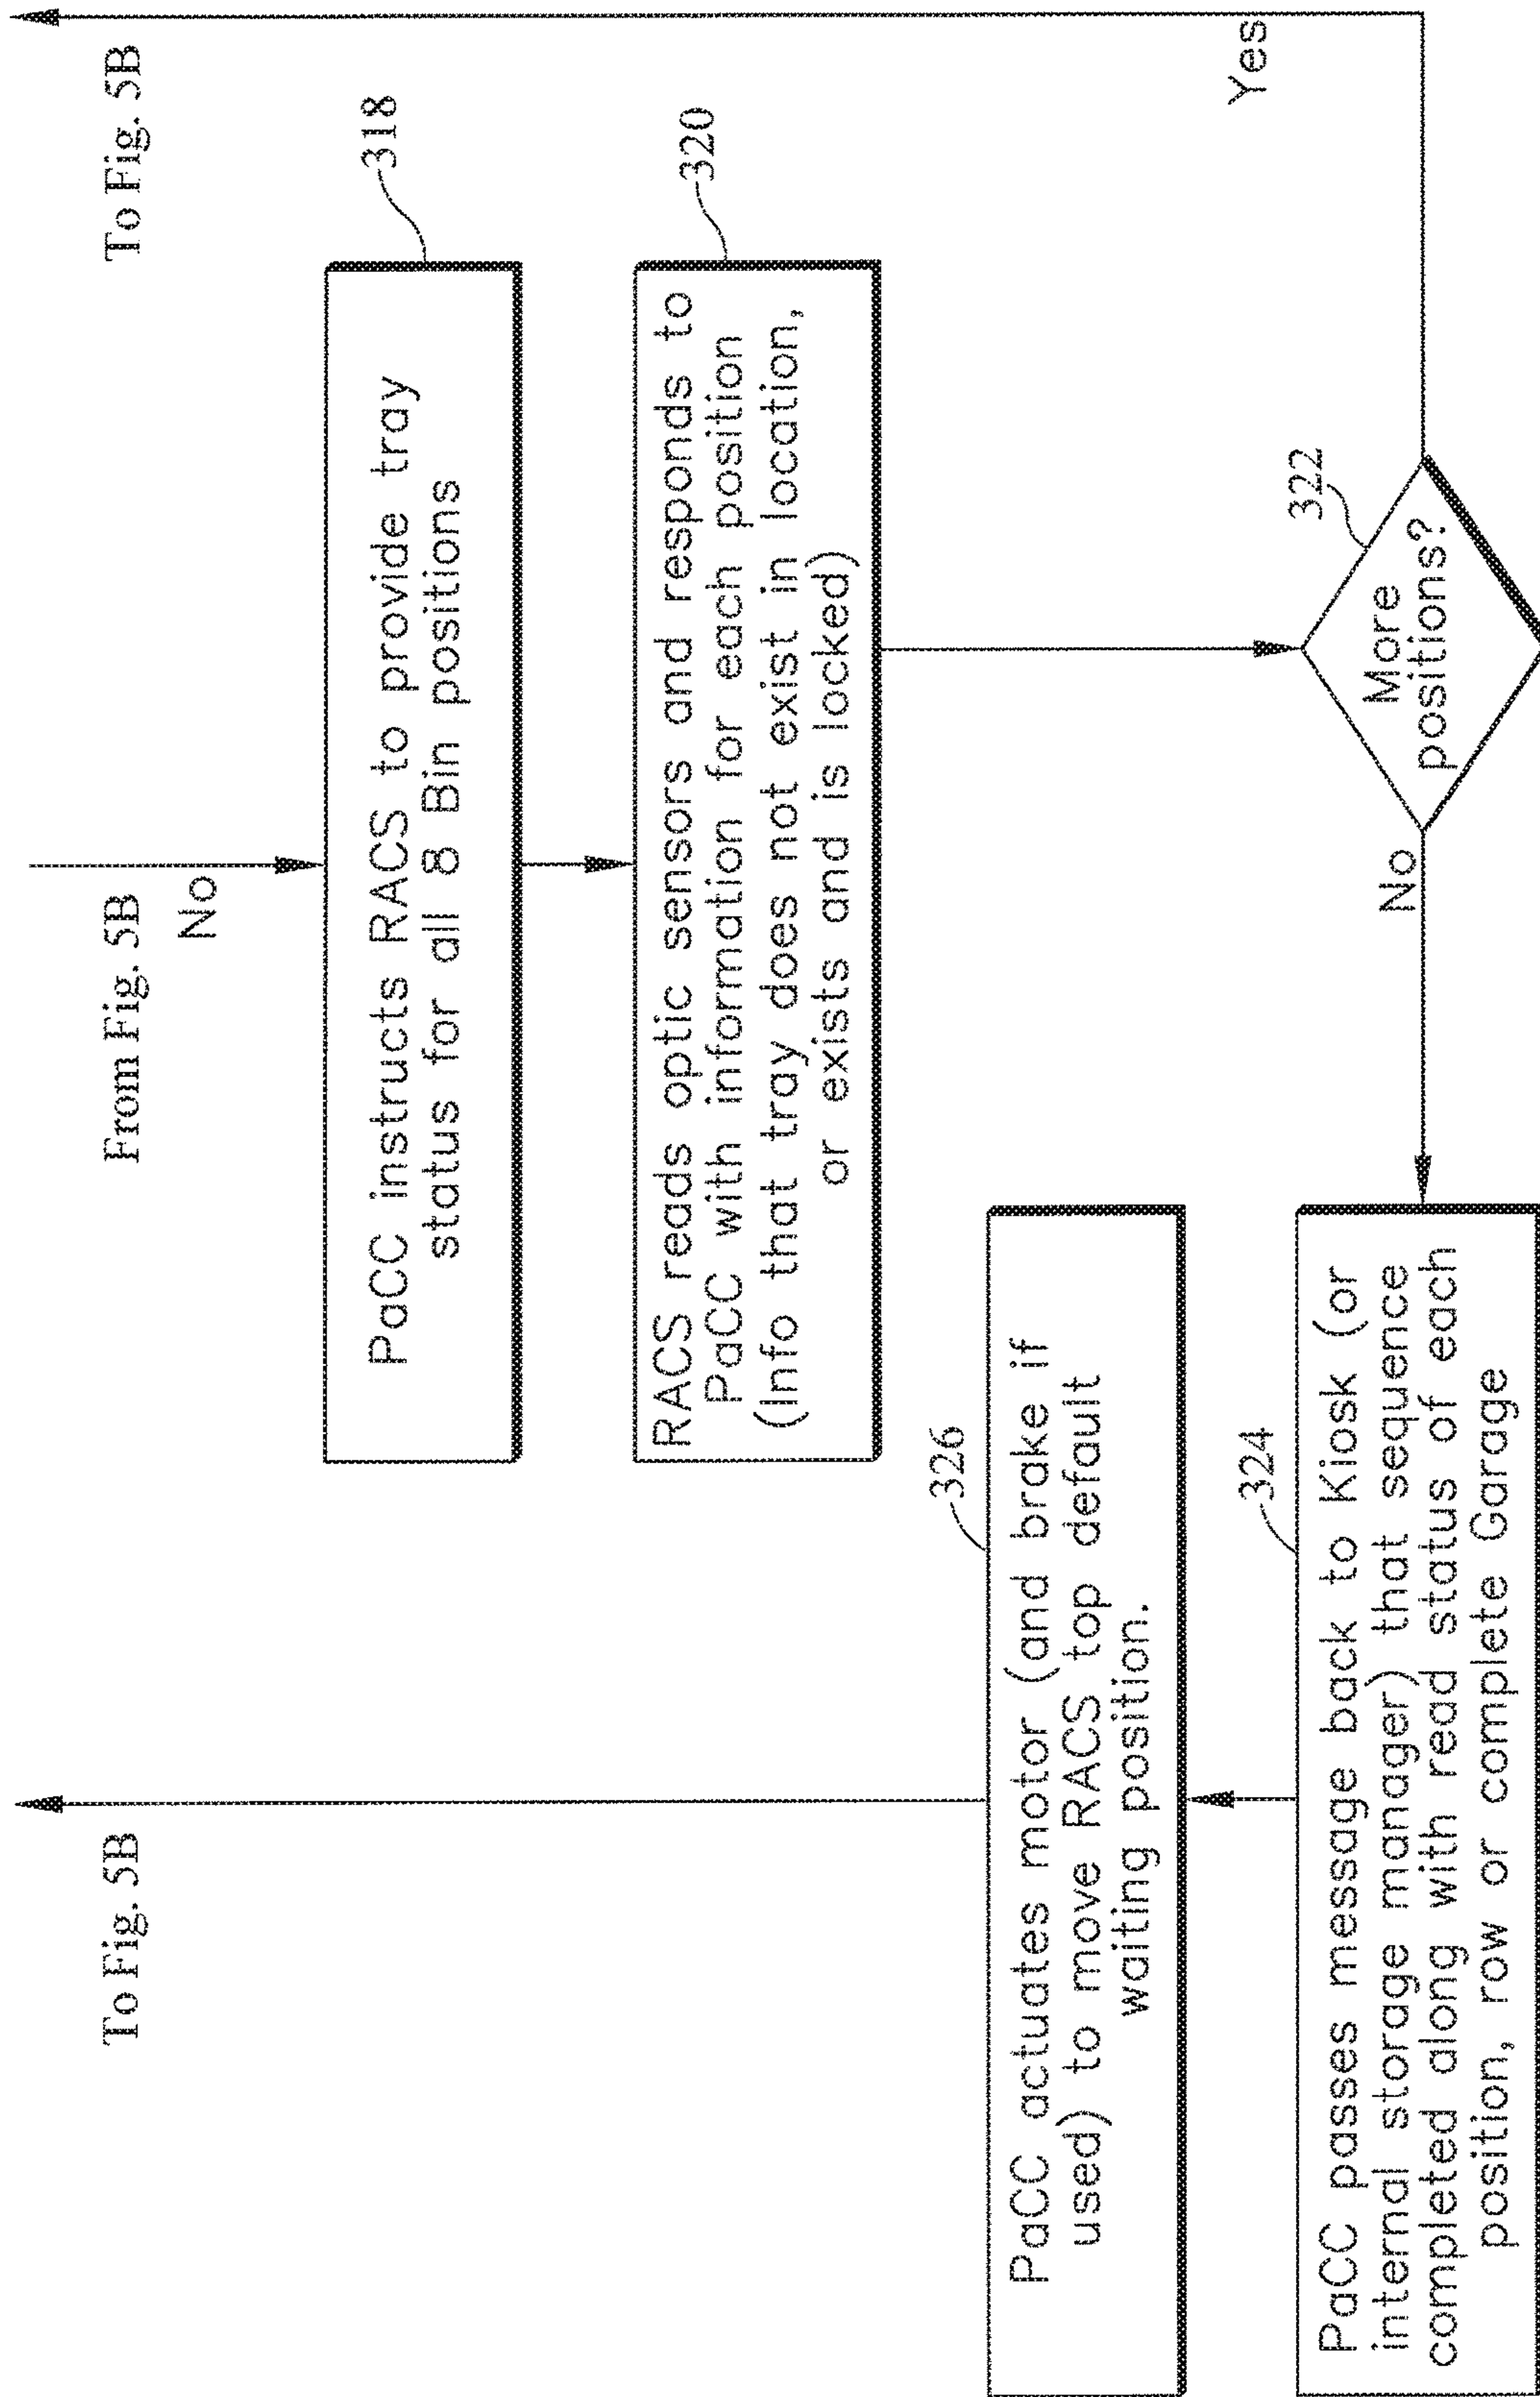 To Fig. 5B
From Fig. 5B
To Fig. 5B
No
318
PaCC instructs RACS to provide tray
status for all 8 Bin positions
320
RACS reads optic sensors and responds to
PaCC with information for each position
(Info that tray does not exist in location,
or exists and is locked)
322
More
positions?
Yes
No
326
PaCC actuates motor (and brake if
used) to move RACS top default
waiting position.
324
PaCC passes message back to Kiosk (or
internal storage manager) that sequence
completed along with read status of each
position, row or complete Garage